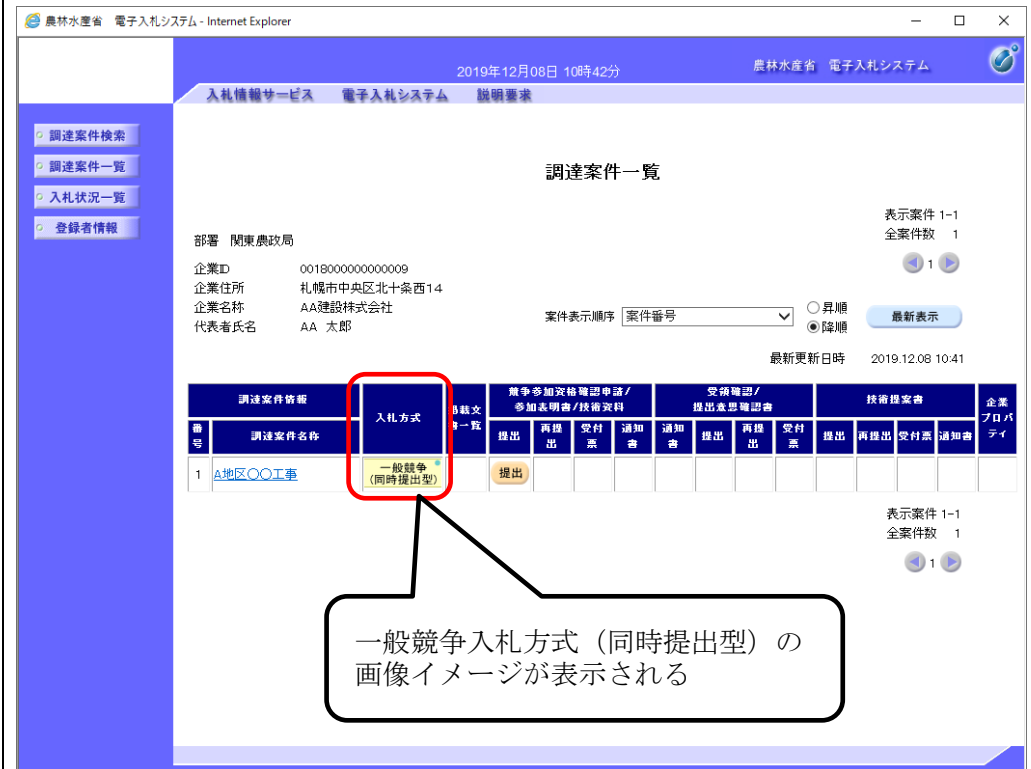 農林水産省 電子入札システム - Internet Explorer
2019年12月08日 10時42分
農林水産省 電子入札システム
入札情報サービス 電子入札システム 説明要求
調達案件検索
調達案件一覧
入札状況一覧
登録者情報
調達案件一覧
表示案件 1-1
全案件数 1
1
部署 関東農政局
企業ID 0018000000000009
企業住所 札幌市中央区北十条西14
企業名称 AA建設株式会社
代表者氏名 AA 太郎
案件表示順序 案件番号
昇順
降順
最新表示
最新更新日時 2019.12.08 10:41
調達案件情報
番号
調達案件名称
入札方式
載文
一覧
競争参加資格確認申請/
参加表明書/技術資料
提出 再提出 受付票 通知書
受領確認/
提出意思確認書
通知書 提出 再提出 受付票
技術提案書
提出 再提出 受付票 通知書
企業プロパティ
1 A地区〇〇工事 一般競争(同時提出型) 提出
表示案件 1-1
全案件数 1
1
一般競争入札方式（同時提出型）の
画像イメージが表示される